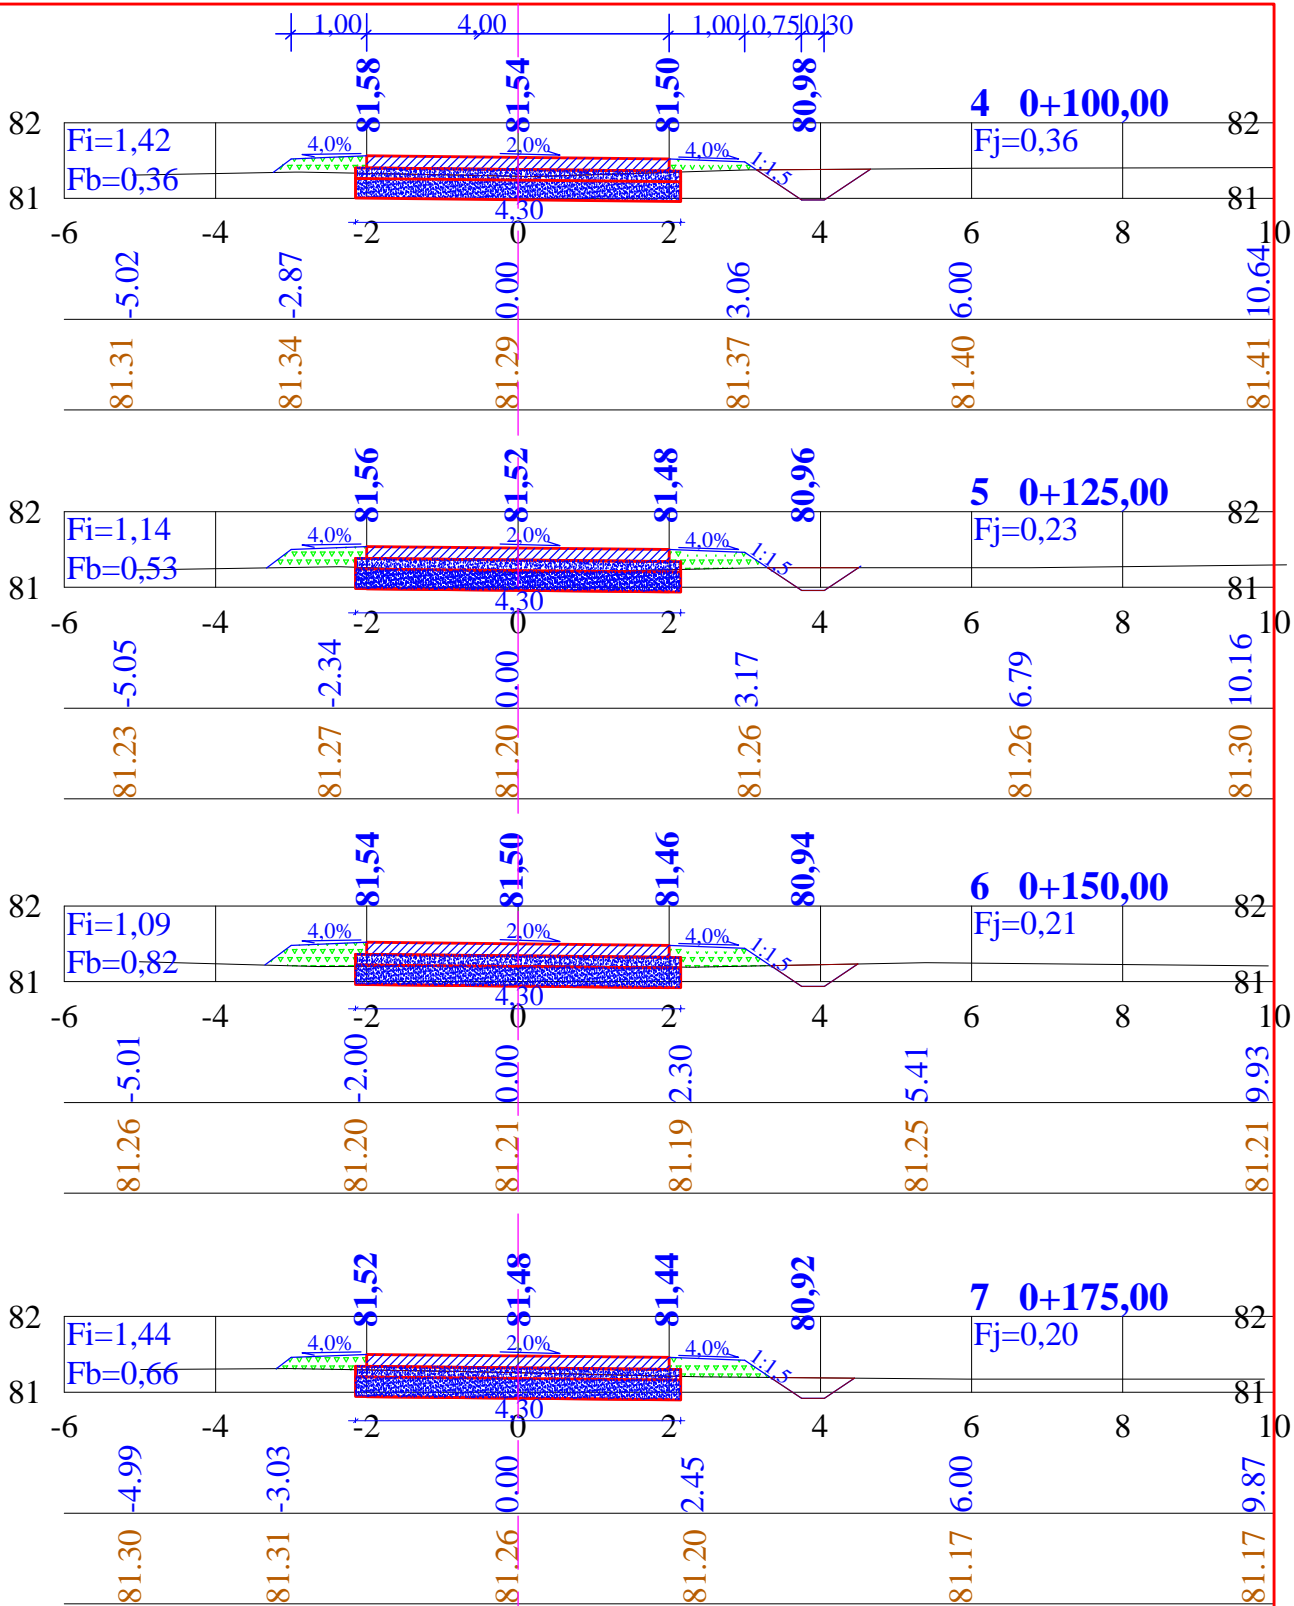 1,00 4,00 1,00 0,75 0,30
81,58 81,54 81,50 80,98
4 0+100,00
82 82
Fi=1,42 Fj=0,36
4,0% 2,0% 4,0% 1:1,5
Fb=0,36
81 81
4,30
-6 -4 -2 0 2 4 6 8 10
-5.02 -2.87 0.00 3.06 6.00 10.64
81.31 81.34 81.29 81.37 81.40 81.41
81,56 81,52 81,48 80,96
5 0+125,00
82 82
Fi=1,14 Fj=0,23
4,0% 2,0% 4,0% 1:1,5
Fb=0,53
81 81
4,30
-6 -4 -2 0 2 4 6 8 10
-5.05 -2.34 0.00 3.17 6.79 10.16
81.23 81.27 81.20 81.26 81.26 81.30
81,54 81,50 81,46 80,94
6 0+150,00
82 82
Fi=1,09 Fj=0,21
4,0% 2,0% 4,0% 1:1,5
Fb=0,82
81 81
4,30
-6 -4 -2 0 2 4 6 8 10
-5.01 -2.00 0.00 2.30 5.41 9.93
81.26 81.20 81.21 81.19 81.25 81.21
81,52 81,48 81,44 80,92
7 0+175,00
82 82
Fi=1,44 Fj=0,20
4,0% 2,0% 4,0% 1:1,5
Fb=0,66
81 81
4,30
-6 -4 -2 0 2 4 6 8 10
-4.99 -3.03 0.00 2.45 6.00 9.87
81.30 81.31 81.26 81.20 81.17 81.17